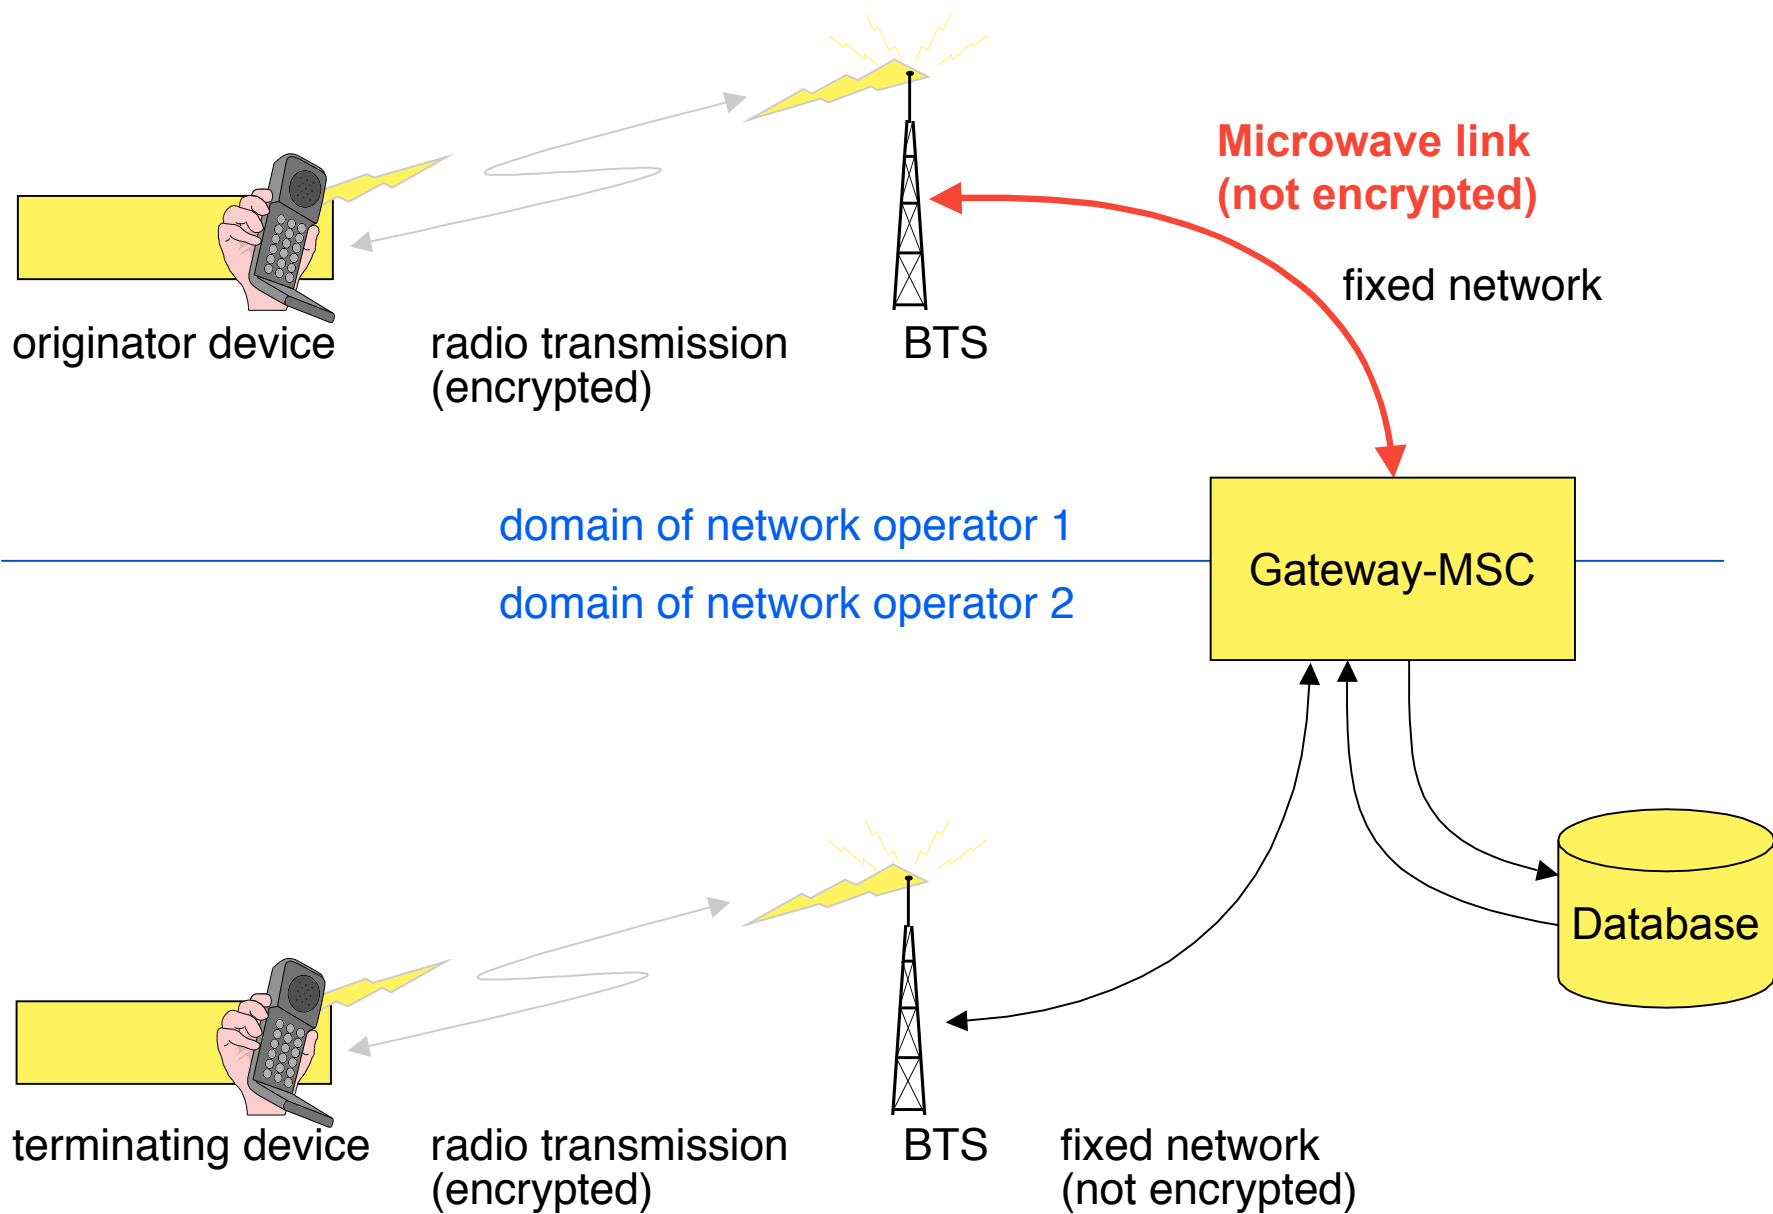 Microwave link
(not encrypted)
fixed network
originator device
radio transmission
(encrypted)
BTS
domain of network operator 1
domain of network operator 2
Gateway-MSC
Database
terminating device
radio transmission
(encrypted)
BTS
fixed network
(not encrypted)